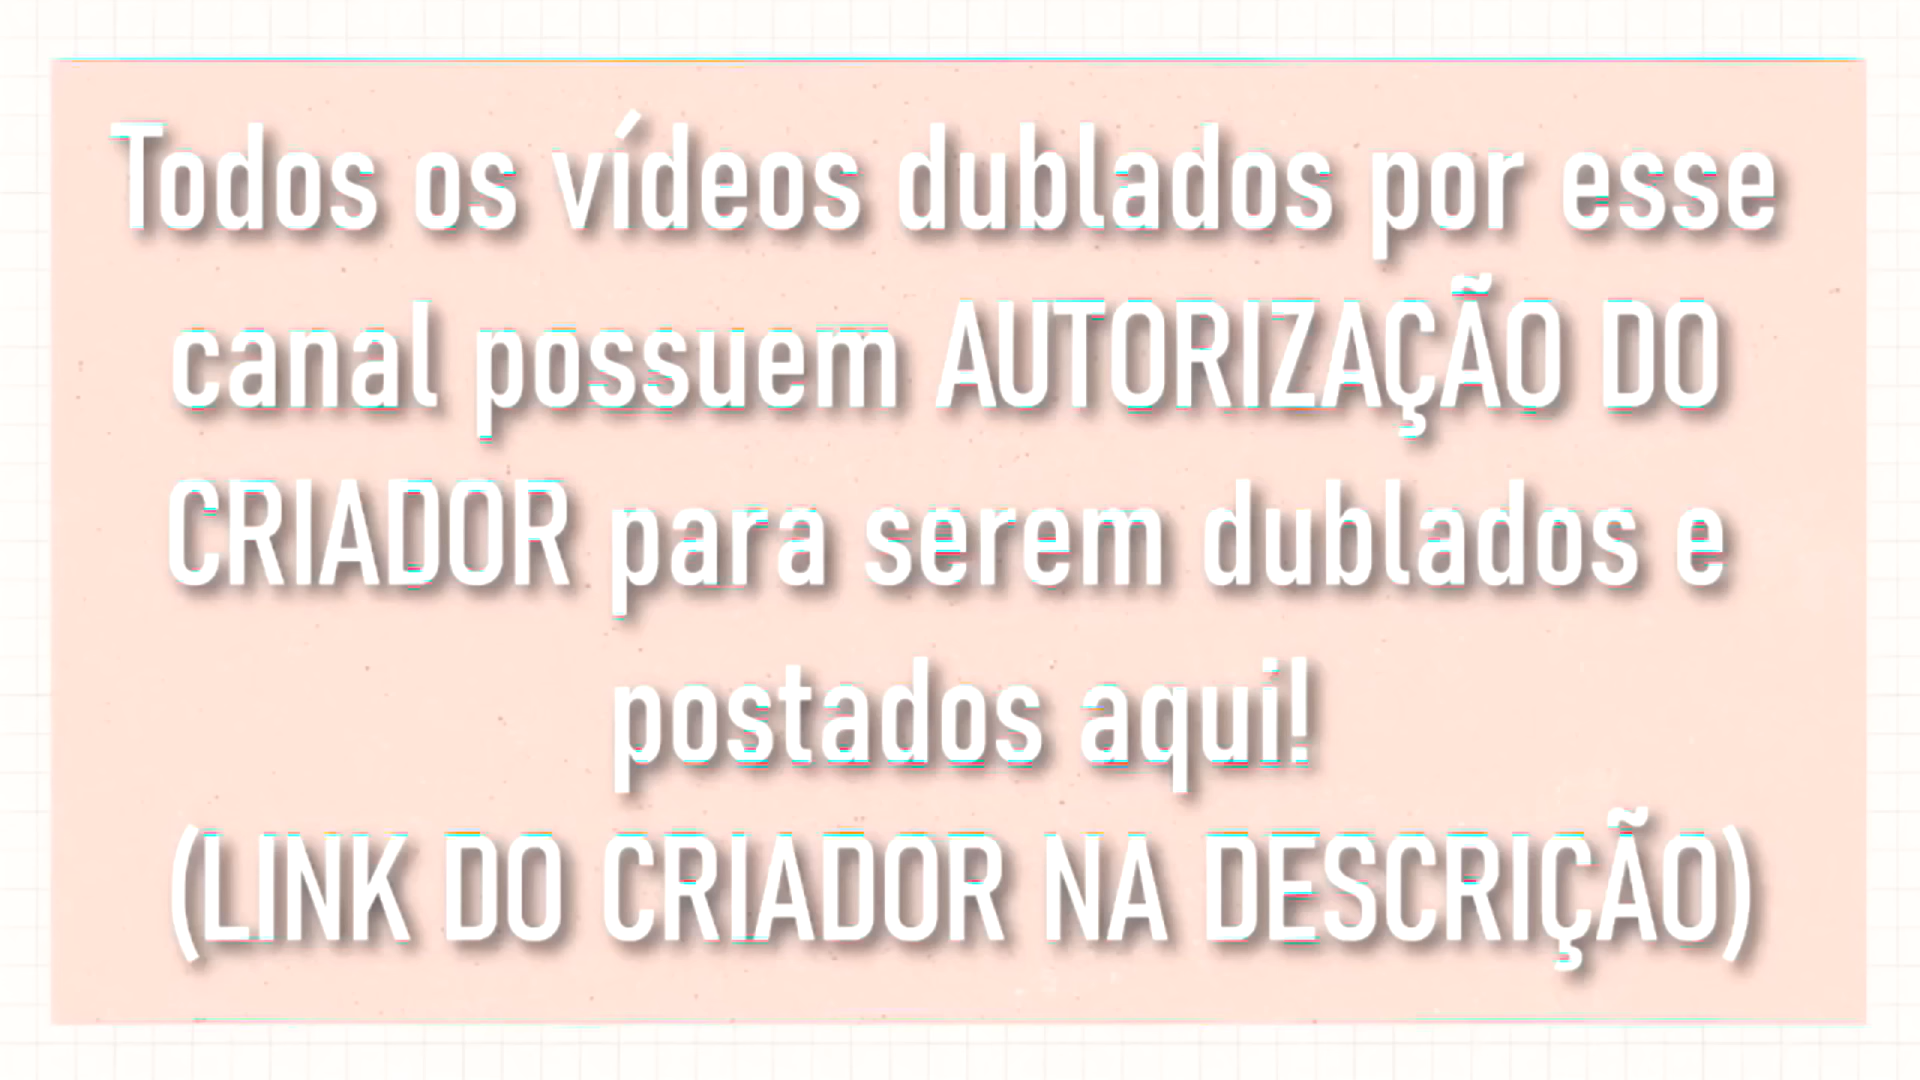 Todos os vídeos dublados por esse
canal possuem AUTORIZAÇÃO DO
CRIADOR para serem dublados e
postados aqui!
(LINK DO CRIADOR NA DESCRIÇÃO)